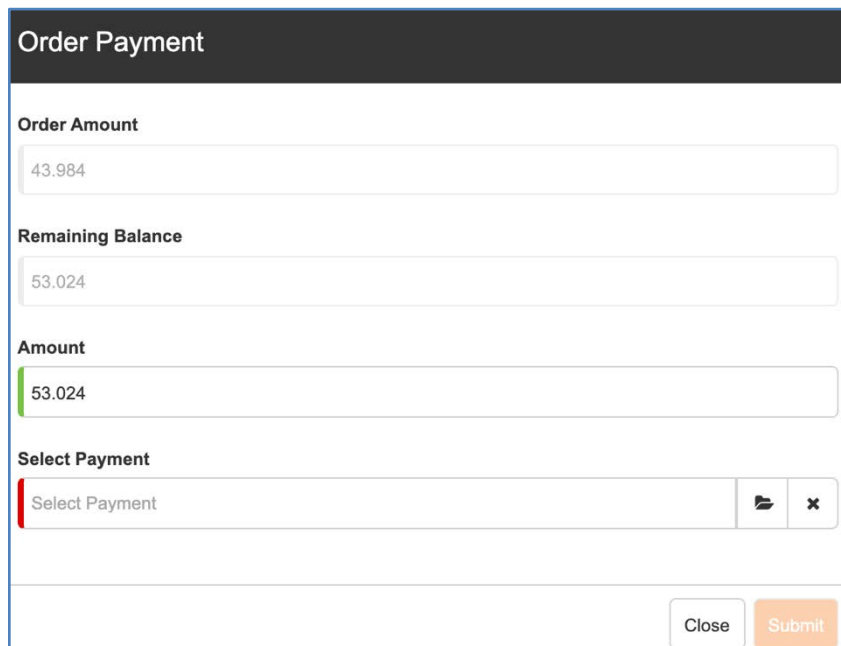 Order Payment
Order Amount
43.984
Remaining Balance
53.024
Amount
53.024
Select Payment
Select Payment
Close Submit